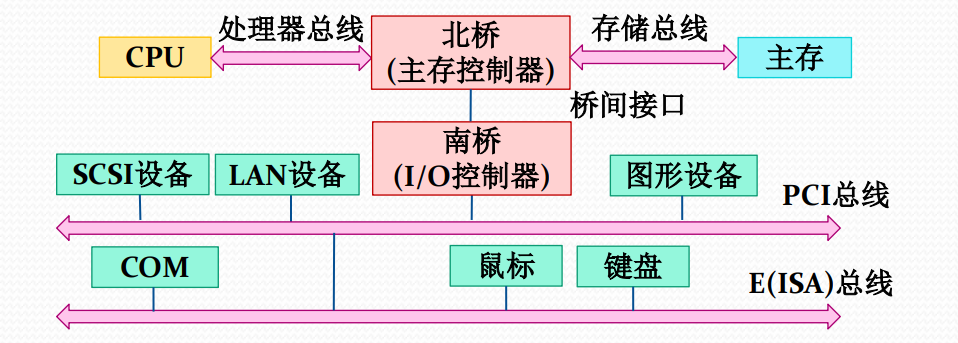 处理器总线
北桥
(主存控制器)
存储总线
CPU
主存
桥间接口
南桥
(I/O控制器)
SCSI设备
LAN设备
图形设备
PCI总线
COM
鼠标
键盘
E(ISA)总线